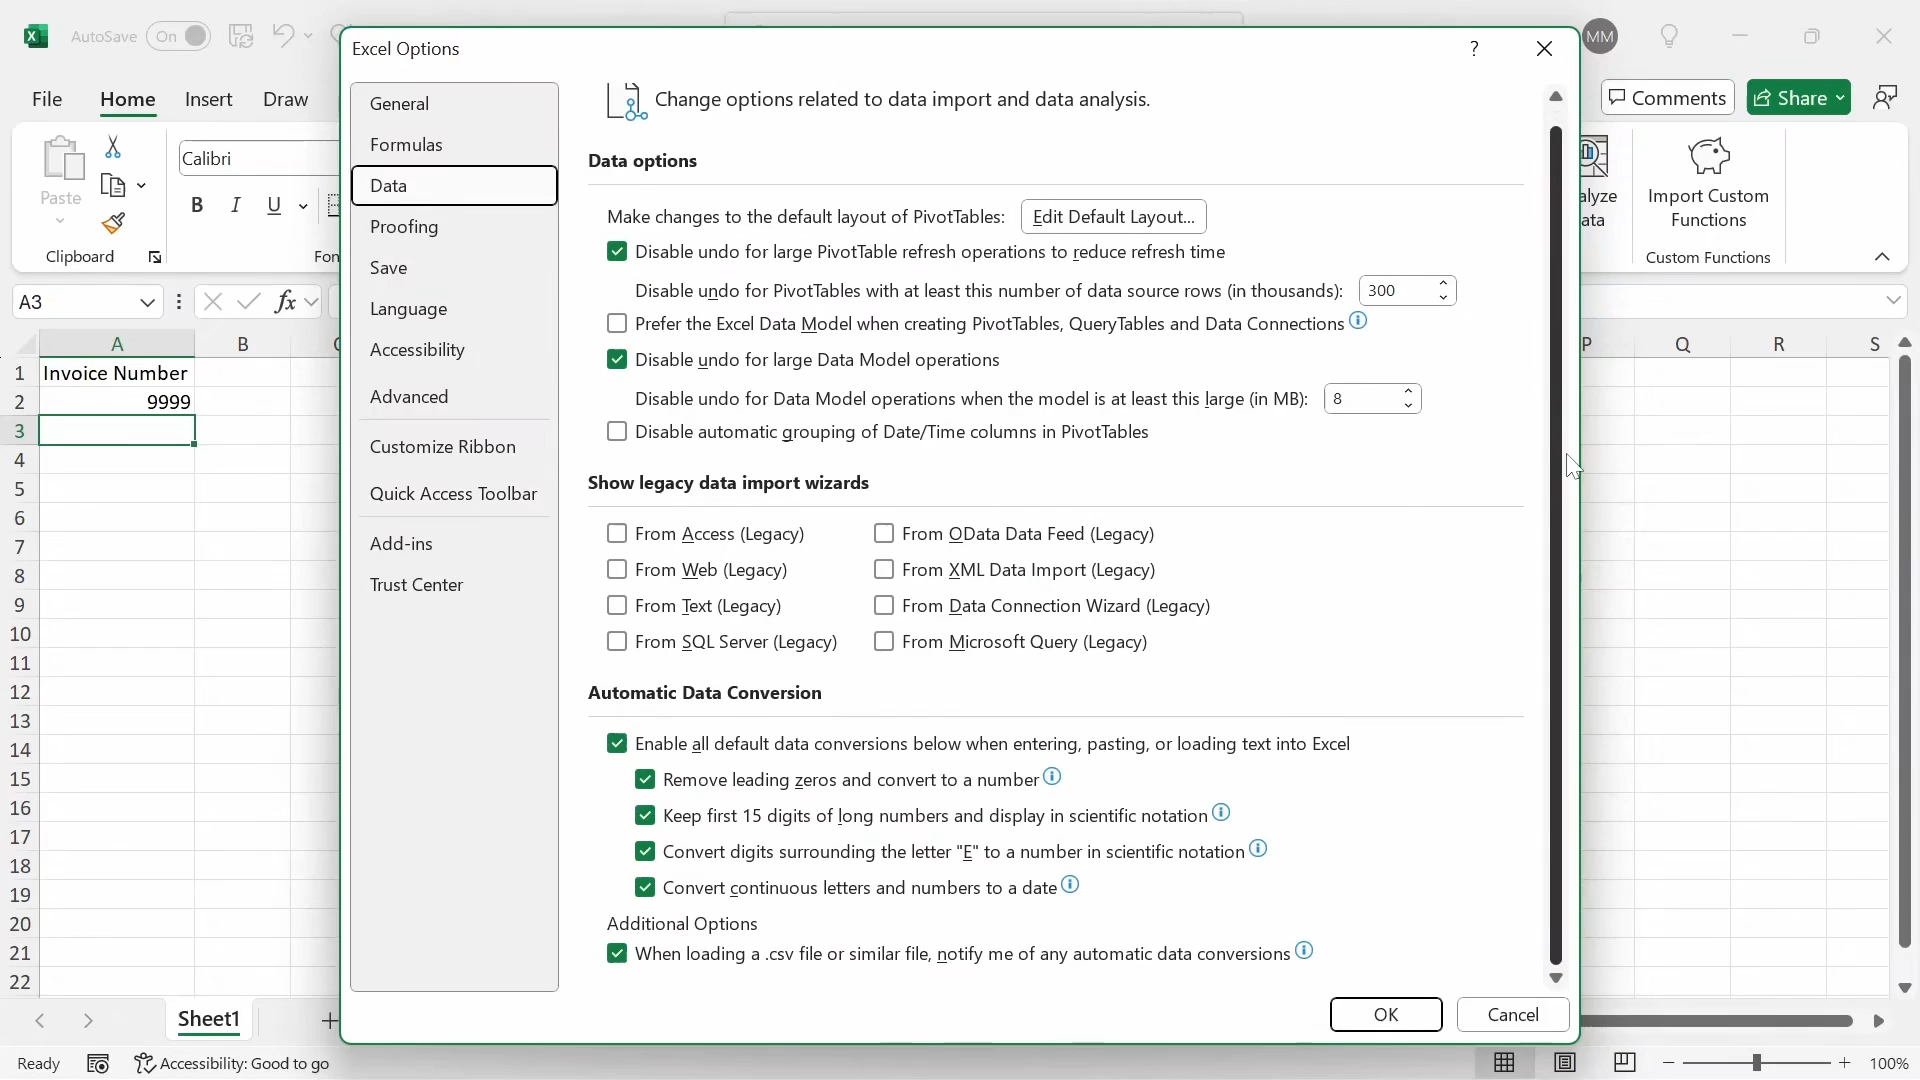 AutoSave On
Excel Options
?
MM
File Home Insert Draw
Comments
Share
Paste
Calibri
B I U
Clipboard
Fon
ata
Import Custom
Functions
Custom Functions
A3
fx
General
Formulas
Data
Proofing
Save
Language
Accessibility
Advanced
Customize Ribbon
Quick Access Toolbar
Add-ins
Trust Center
Change options related to data import and data analysis.
Data options
Make changes to the default layout of PivotTables: Edit Default Layout...
Disable undo for large PivotTable refresh operations to reduce refresh time
Disable undo for PivotTables with at least this number of data source rows (in thousands): 300
Prefer the Excel Data Model when creating PivotTables, QueryTables and Data Connections
Disable undo for large Data Model operations
Disable undo for Data Model operations when the model is at least this large (in MB): 8
Disable automatic grouping of Date/Time columns in PivotTables
Show legacy data import wizards
From Access (Legacy) From OData Data Feed (Legacy)
From Web (Legacy) From XML Data Import (Legacy)
From Text (Legacy) From Data Connection Wizard (Legacy)
From SQL Server (Legacy) From Microsoft Query (Legacy)
Automatic Data Conversion
Enable all default data conversions below when entering, pasting, or loading text into Excel
Remove leading zeros and convert to a number
Keep first 15 digits of long numbers and display in scientific notation
Convert digits surrounding the letter "E" to a number in scientific notation
Convert continuous letters and numbers to a date
Additional Options
When loading a .csv file or similar file, notify me of any automatic data conversions
OK Cancel
A B P Q R S
1 Invoice Number
2 9999
3
4
5
6
7
8
9
10
11
12
13
14
15
16
17
18
19
20
21
22
Sheet1
Ready Accessibility: Good to go 100%